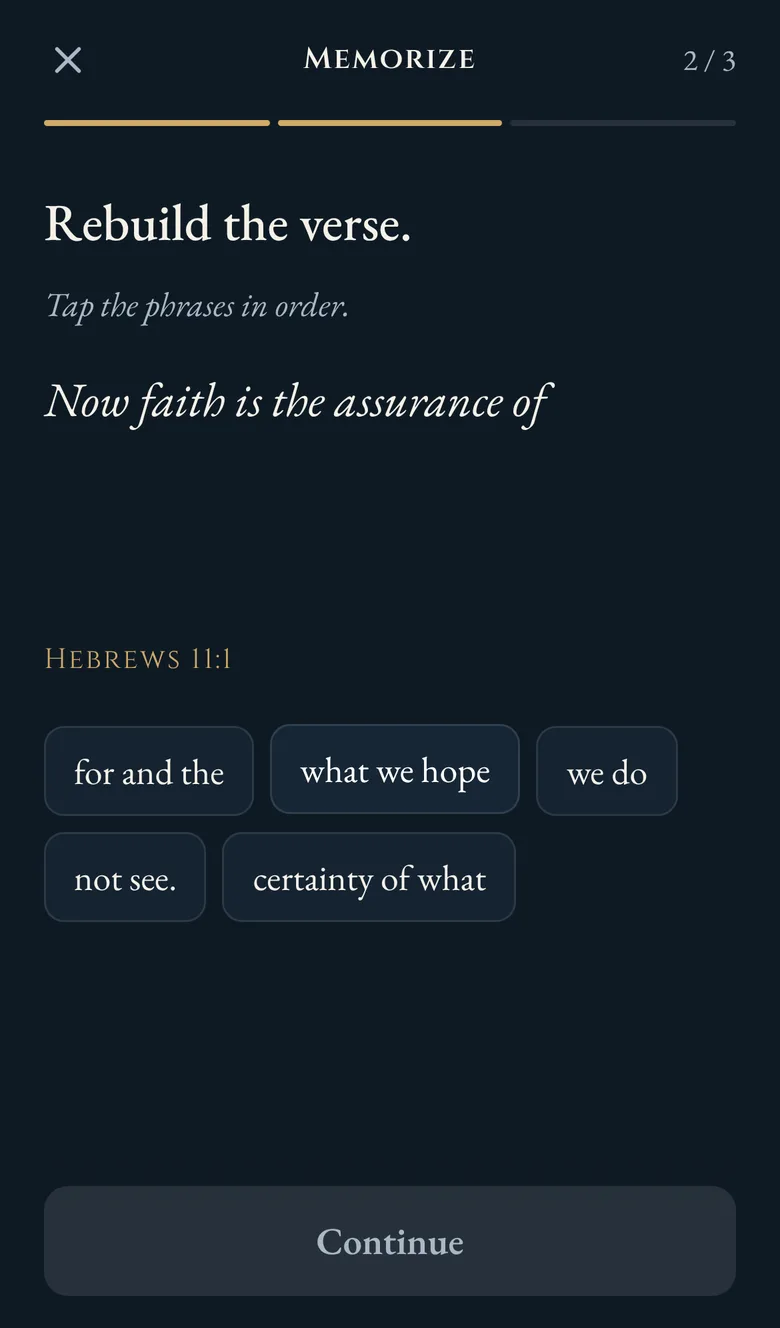 Memorize
2 / 3
Rebuild the verse.
Tap the phrases in order.
Now faith is the assurance of
Hebrews 11:1
for and the what we hope we do
not see. certainty of what
Continue